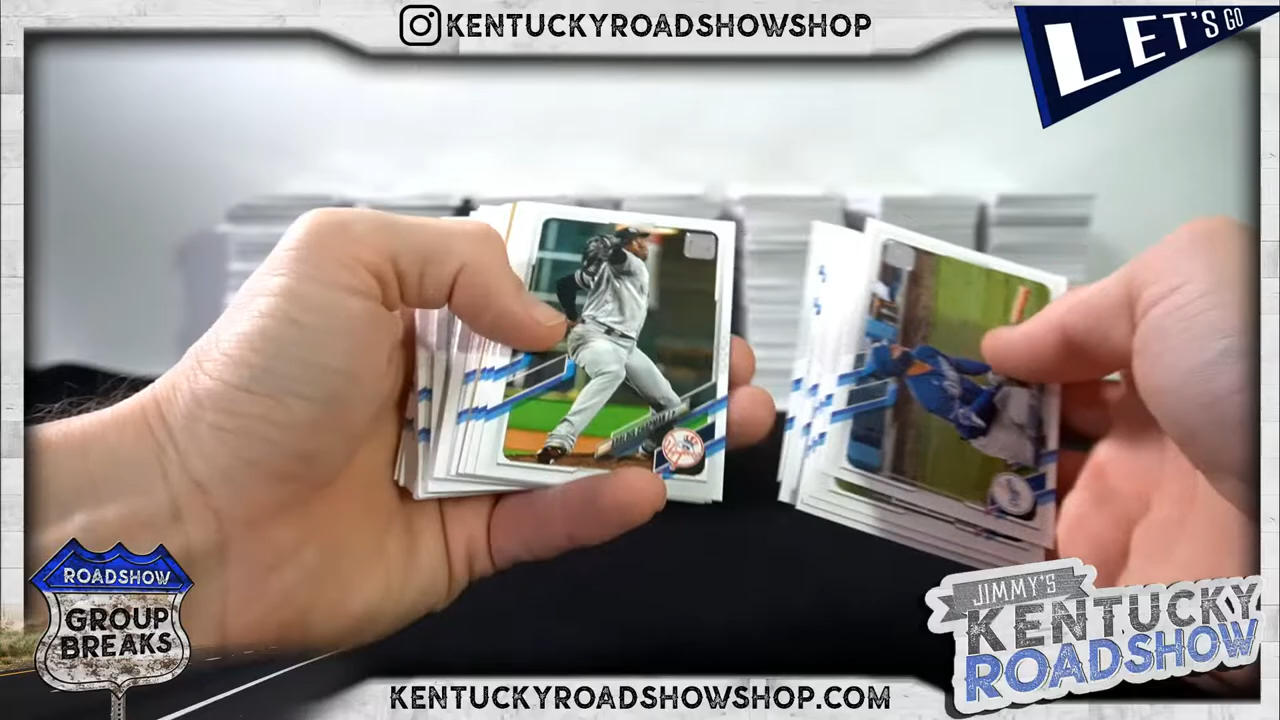 KENTUCKYROADSHOWSHOP
LET'S GO
ROADSHOW
GROUP
BREAKS
JIMMY'S
KENTUCKY
ROADSHOW
KENTUCKYROADSHOWSHOP.COM